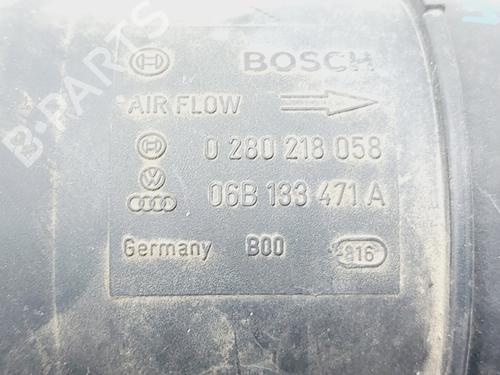 BOSCH
AIR FLOW
0 280 218 058
06B 133 471 A
Germany B00 816
B-PARTS